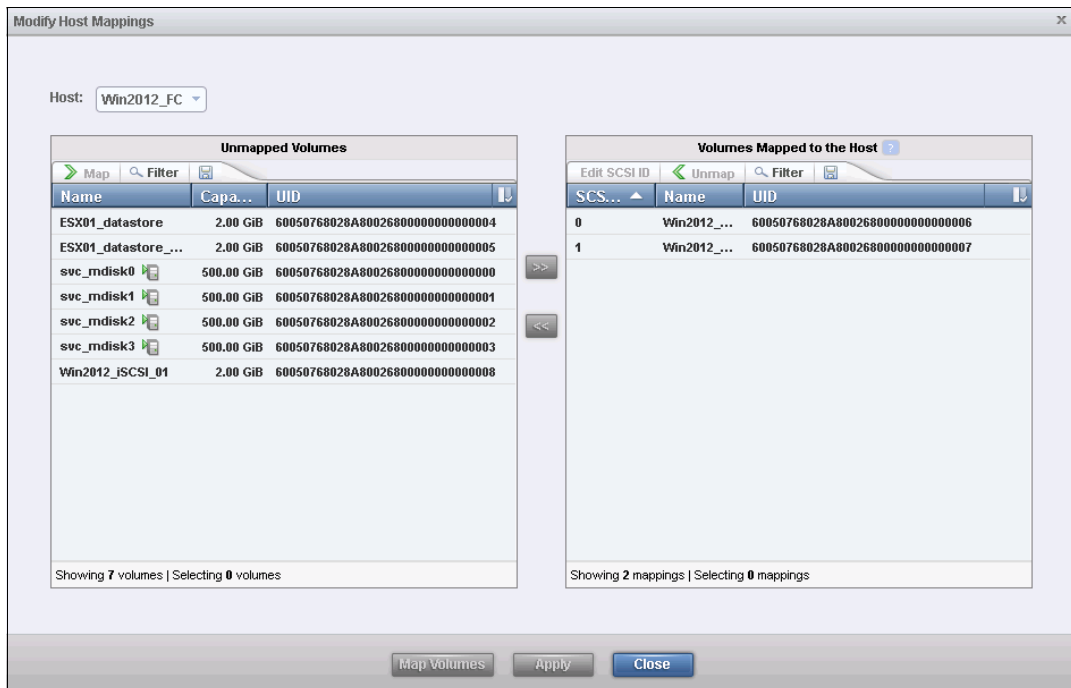 Modify Host Mappings x
Host: Win2012_FC
Unmapped Volumes
Map Filter
Name Capa... UID
ESX01_datastore 2.00 GiB 60050768028A80026800000000000004
ESX01_datastore_... 2.00 GiB 60050768028A80026800000000000005
svc_mdisk0 500.00 GiB 60050768028A80026800000000000000
svc_mdisk1 500.00 GiB 60050768028A80026800000000000001
svc_mdisk2 500.00 GiB 60050768028A80026800000000000002
svc_mdisk3 500.00 GiB 60050768028A80026800000000000003
Win2012_iSCSI_01 2.00 GiB 60050768028A80026800000000000008
Showing 7 volumes | Selecting 0 volumes
>>
<<
Volumes Mapped to the Host ?
Edit SCSI ID Unmap Filter
SCS... Name UID
0 Win2012_... 60050768028A80026800000000000006
1 Win2012_... 60050768028A80026800000000000007
Showing 2 mappings | Selecting 0 mappings
Map Volumes Apply Close